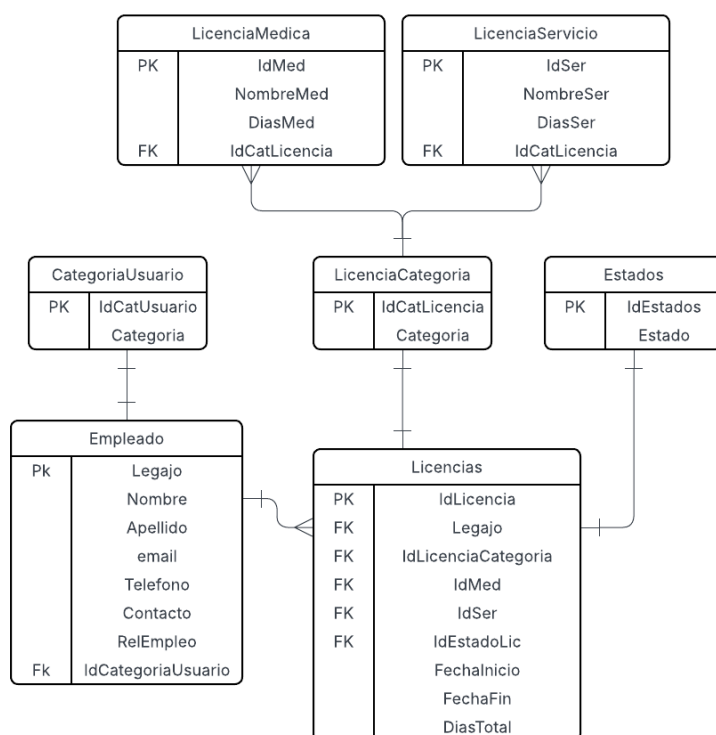 LicenciaMedica
PK IdMed
NombreMed
DiasMed
FK IdCatLicencia
LicenciaServicio
PK IdSer
NombreSer
DiasSer
FK IdCatLicencia
CategoriaUsuario
PK IdCatUsuario
Categoria
LicenciaCategoria
PK IdCatLicencia
Categoria
Estados
PK IdEstados
Estado
Empleado
Pk Legajo
Nombre
Apellido
email
Telefono
Contacto
RelEmpleo
Fk IdCategoriaUsuario
Licencias
PK IdLicencia
FK Legajo
FK IdLicenciaCategoria
FK IdMed
FK IdSer
FK IdEstadoLic
FechaInicio
FechaFin
DiasTotal